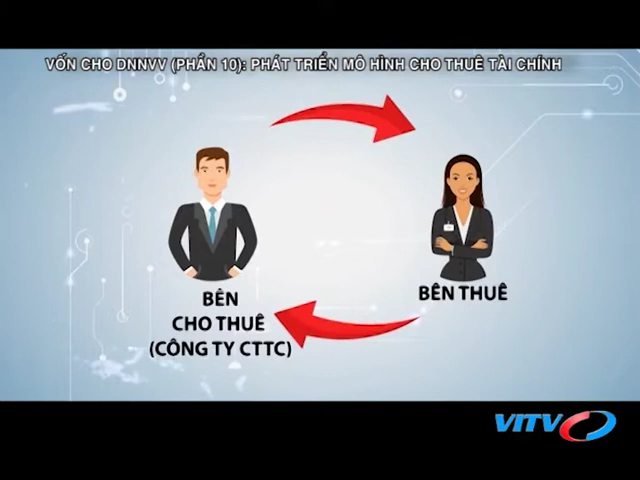 VỐN CHO DNNVV (PHẦN 10): PHÁT TRIỂN MÔ HÌNH CHO THUÊ TÀI CHÍNH
BÊN
CHO THUÊ
(CÔNG TY CTTC)
BÊN THUÊ
VITV